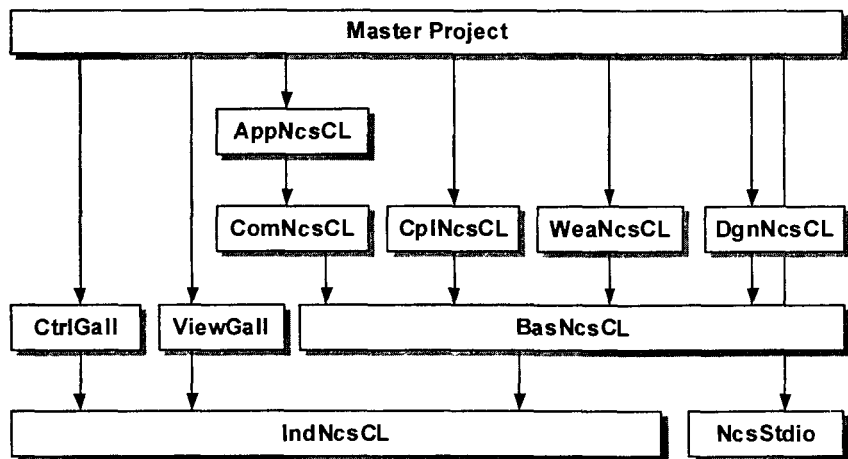 Master Project
AppNcsCL
ComNcsCL
CplNcsCL
WeaNcsCL
DgnNcsCL
CtrlGall
ViewGall
BasNcsCL
IndNcsCL
NcsStdio